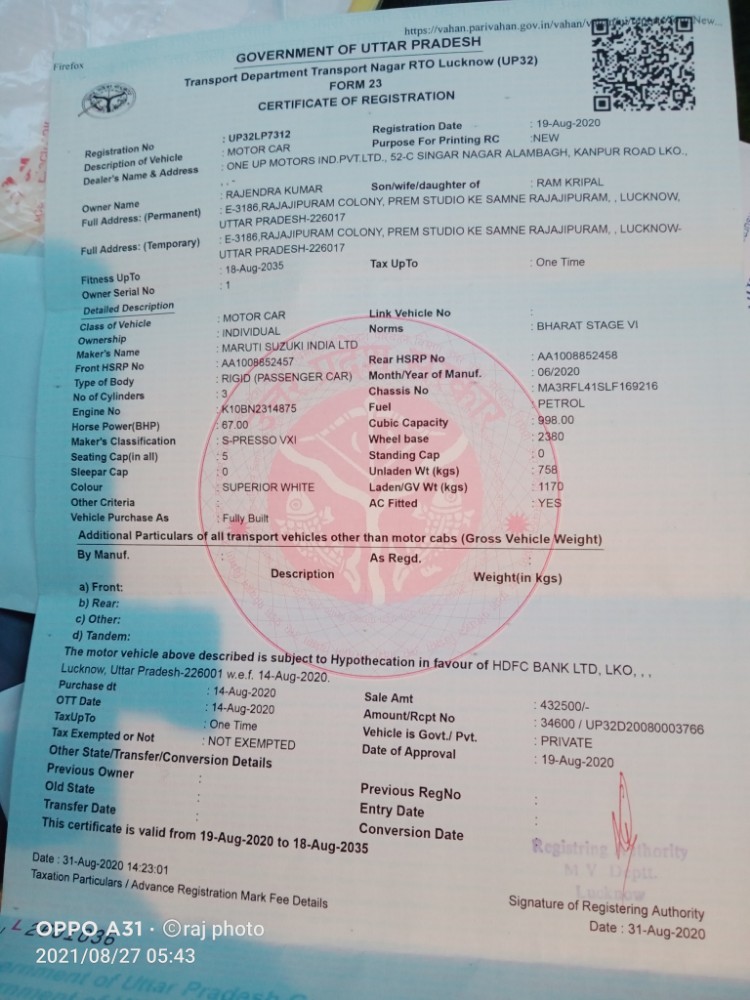 Firefox
https://vahan.parivahan.gov.in/vahan/
New...
GOVERNMENT OF UTTAR PRADESH
Transport Department Transport Nagar RTO Lucknow (UP32)
FORM 23
CERTIFICATE OF REGISTRATION
Registration No : UP32LP7312 Registration Date : 19-Aug-2020
Description of Vehicle : MOTOR CAR Purpose For Printing RC :NEW
Dealer's Name & Address : ONE UP MOTORS IND.PVT.LTD., 52-C SINGAR NAGAR ALAMBAGH, KANPUR ROAD LKO.,
, , -
Owner Name : RAJENDRA KUMAR Son/wife/daughter of : RAM KRIPAL
Full Address: (Permanent) : E-3186,RAJAJIPURAM COLONY, PREM STUDIO KE SAMNE RAJAJIPURAM, , LUCKNOW,
UTTAR PRADESH-226017
Full Address: (Temporary) : E-3186,RAJAJIPURAM COLONY, PREM STUDIO KE SAMNE RAJAJIPURAM, , LUCKNOW-
UTTAR PRADESH-226017
Fitness UpTo : 18-Aug-2035 Tax UpTo : One Time
Owner Serial No : 1
Detailed Description
Class of Vehicle : MOTOR CAR Link Vehicle No :
Ownership : INDIVIDUAL Norms : BHARAT STAGE VI
Maker's Name : MARUTI SUZUKI INDIA LTD
Front HSRP No : AA1008852457 Rear HSRP No : AA1008852458
Type of Body : RIGID (PASSENGER CAR) Month/Year of Manuf. : 06/2020
No of Cylinders : 3 Chassis No : MA3RFL41SLF169216
Engine No : K10BN2314875 Fuel : PETROL
Horse Power(BHP) : 67.00 Cubic Capacity : 998.00
Maker's Classification : S-PRESSO VXI Wheel base : 2380
Seating Cap(in all) : 5 Standing Cap : 0
Sleepar Cap : 0 Unladen Wt (kgs) : 758
Colour : SUPERIOR WHITE Laden/GV Wt (kgs) : 1170
Other Criteria : AC Fitted : YES
Vehicle Purchase As : Fully Built
Additional Particulars of all transport vehicles other than motor cabs (Gross Vehicle Weight)
By Manuf. : As Regd. :
Description Weight(in kgs)
a) Front:
b) Rear:
c) Other:
d) Tandem:
The motor vehicle above described is subject to Hypothecation in favour of HDFC BANK LTD, LKO, , ,
Lucknow, Uttar Pradesh-226001 w.e.f. 14-Aug-2020.
Purchase dt : 14-Aug-2020 Sale Amt : 432500/-
OTT Date : 14-Aug-2020 Amount/Rcpt No : 34600 / UP32D20080003766
TaxUpTo : One Time Vehicle is Govt./ Pvt. : PRIVATE
Tax Exempted or Not : NOT EXEMPTED Date of Approval : 19-Aug-2020
Other State/Transfer/Conversion Details
Previous Owner : Previous RegNo :
Old State : Entry Date :
Transfer Date : Conversion Date :
This certificate is valid from 19-Aug-2020 to 18-Aug-2035
Registring Authority
M V Deptt.
Lucknow
Date : 31-Aug-2020 14:23:01
Taxation Particulars / Advance Registration Mark Fee Details
Signature of Registering Authority
Date : 31-Aug-2020
OPPO A31 · ©raj photo
2021/08/27 05:43
Government of Uttar Pradesh